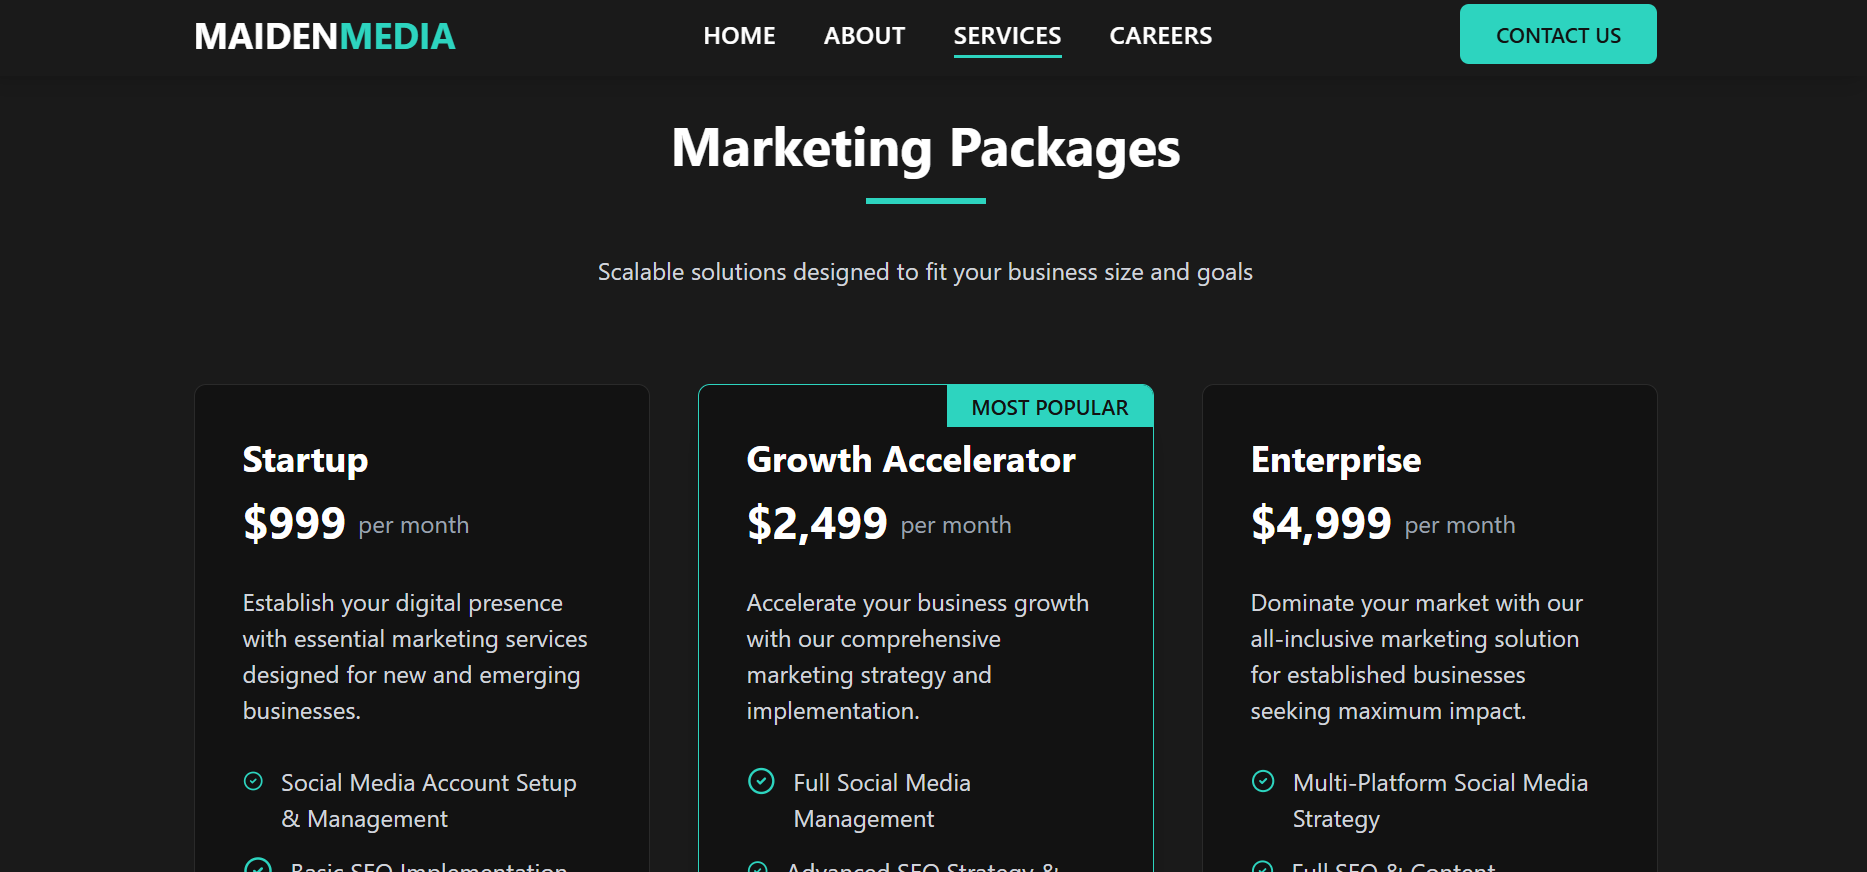 MAIDENMEDIA
HOME
ABOUT
SERVICES
CAREERS
CONTACT US
Marketing Packages
Scalable solutions designed to fit your business size and goals
Startup
$999 per month
Establish your digital presence
with essential marketing services
designed for new and emerging
businesses.
Social Media Account Setup
& Management
Basic SEO Implementation
MOST POPULAR
Growth Accelerator
$2,499 per month
Accelerate your business growth
with our comprehensive
marketing strategy and
implementation.
Full Social Media
Management
Advanced SEO Strategy &
Enterprise
$4,999 per month
Dominate your market with our
all-inclusive marketing solution
for established businesses
seeking maximum impact.
Multi-Platform Social Media
Strategy
Full SEO & Content